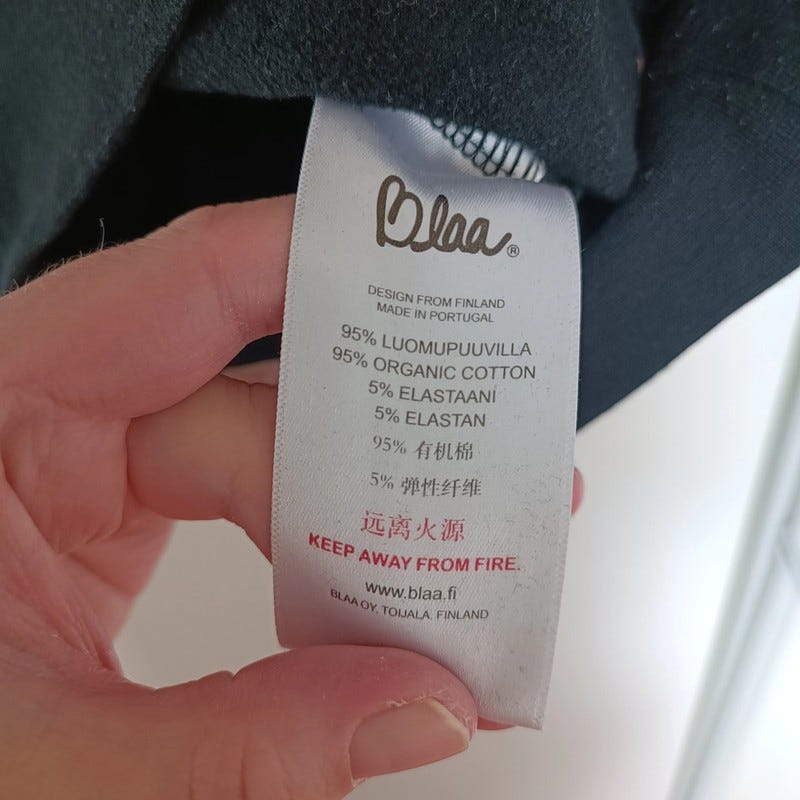 Blaa®
DESIGN FROM FINLAND
MADE IN PORTUGAL
95% LUOMUPUUVILLA
95% ORGANIC COTTON
5% ELASTAANI
5% ELASTAN
95% 有机棉
5% 弹性纤维
远离火源
KEEP AWAY FROM FIRE.
www.blaa.fi
BLAA OY, TOIJALA, FINLAND